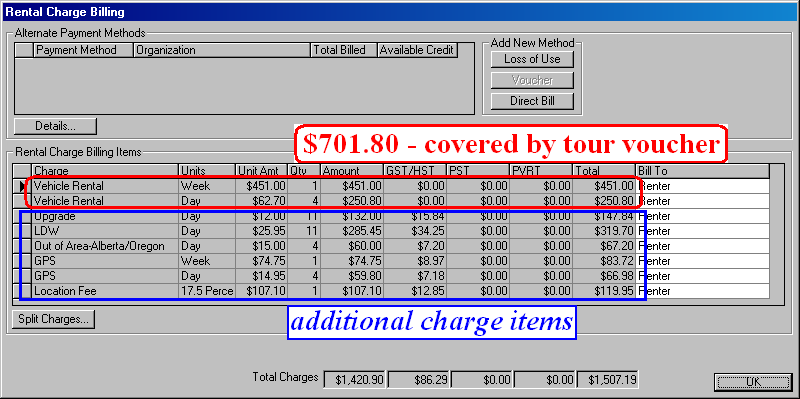 Rental Charge Billing
Alternate Payment Methods
Payment Method Organization Total Billed Available Credit
Add New Method
Loss of Use
Voucher
Direct Bill
Details...
$701.80 - covered by tour voucher
Rental Charge Billing Items
Charge Units Unit Amt Qty Amount GST/HST PST PVRT Total Bill To
Vehicle Rental Week $451.00 1 $451.00 $0.00 $0.00 $0.00 $451.00 Renter
Vehicle Rental Day $62.70 4 $250.80 $0.00 $0.00 $0.00 $250.80 Renter
Upgrade Day $12.00 11 $132.00 $15.84 $0.00 $0.00 $147.84 Renter
LDW Day $25.95 11 $285.45 $34.25 $0.00 $0.00 $319.70 Renter
Out of Area-Alberta/Oregon Day $15.00 4 $60.00 $7.20 $0.00 $0.00 $67.20 Renter
GPS Week $74.75 1 $74.75 $8.97 $0.00 $0.00 $83.72 Renter
GPS Day $14.95 4 $59.80 $7.18 $0.00 $0.00 $66.98 Renter
Location Fee 17.5 Perce $107.10 1 $107.10 $12.85 $0.00 $0.00 $119.95 Renter
Split Charges...
additional charge items
Total Charges $1,420.90 $86.29 $0.00 $0.00 $1,507.19
OK